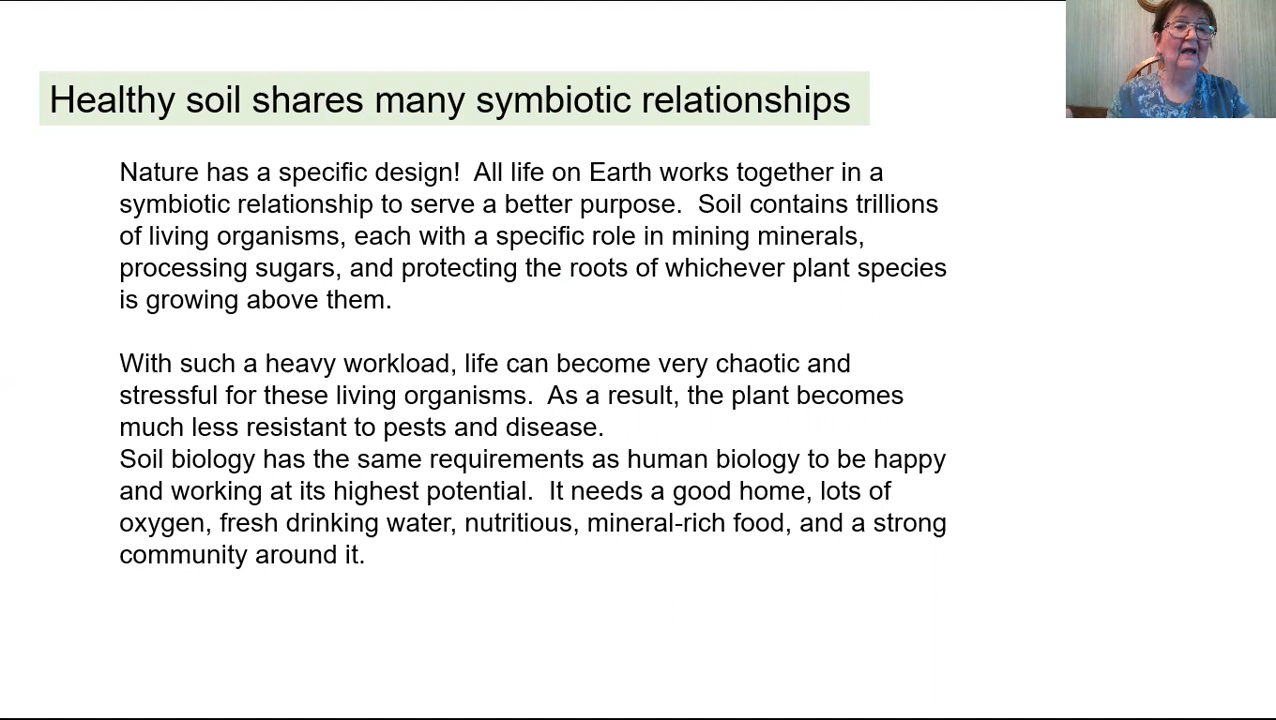 Healthy soil shares many symbiotic relationships
Nature has a specific design!  All life on Earth works together in a
symbiotic relationship to serve a better purpose.  Soil contains trillions
of living organisms, each with a specific role in mining minerals,
processing sugars, and protecting the roots of whichever plant species
is growing above them.
With such a heavy workload, life can become very chaotic and
stressful for these living organisms.  As a result, the plant becomes
much less resistant to pests and disease.
Soil biology has the same requirements as human biology to be happy
and working at its highest potential.  It needs a good home, lots of
oxygen, fresh drinking water, nutritious, mineral-rich food, and a strong
community around it.